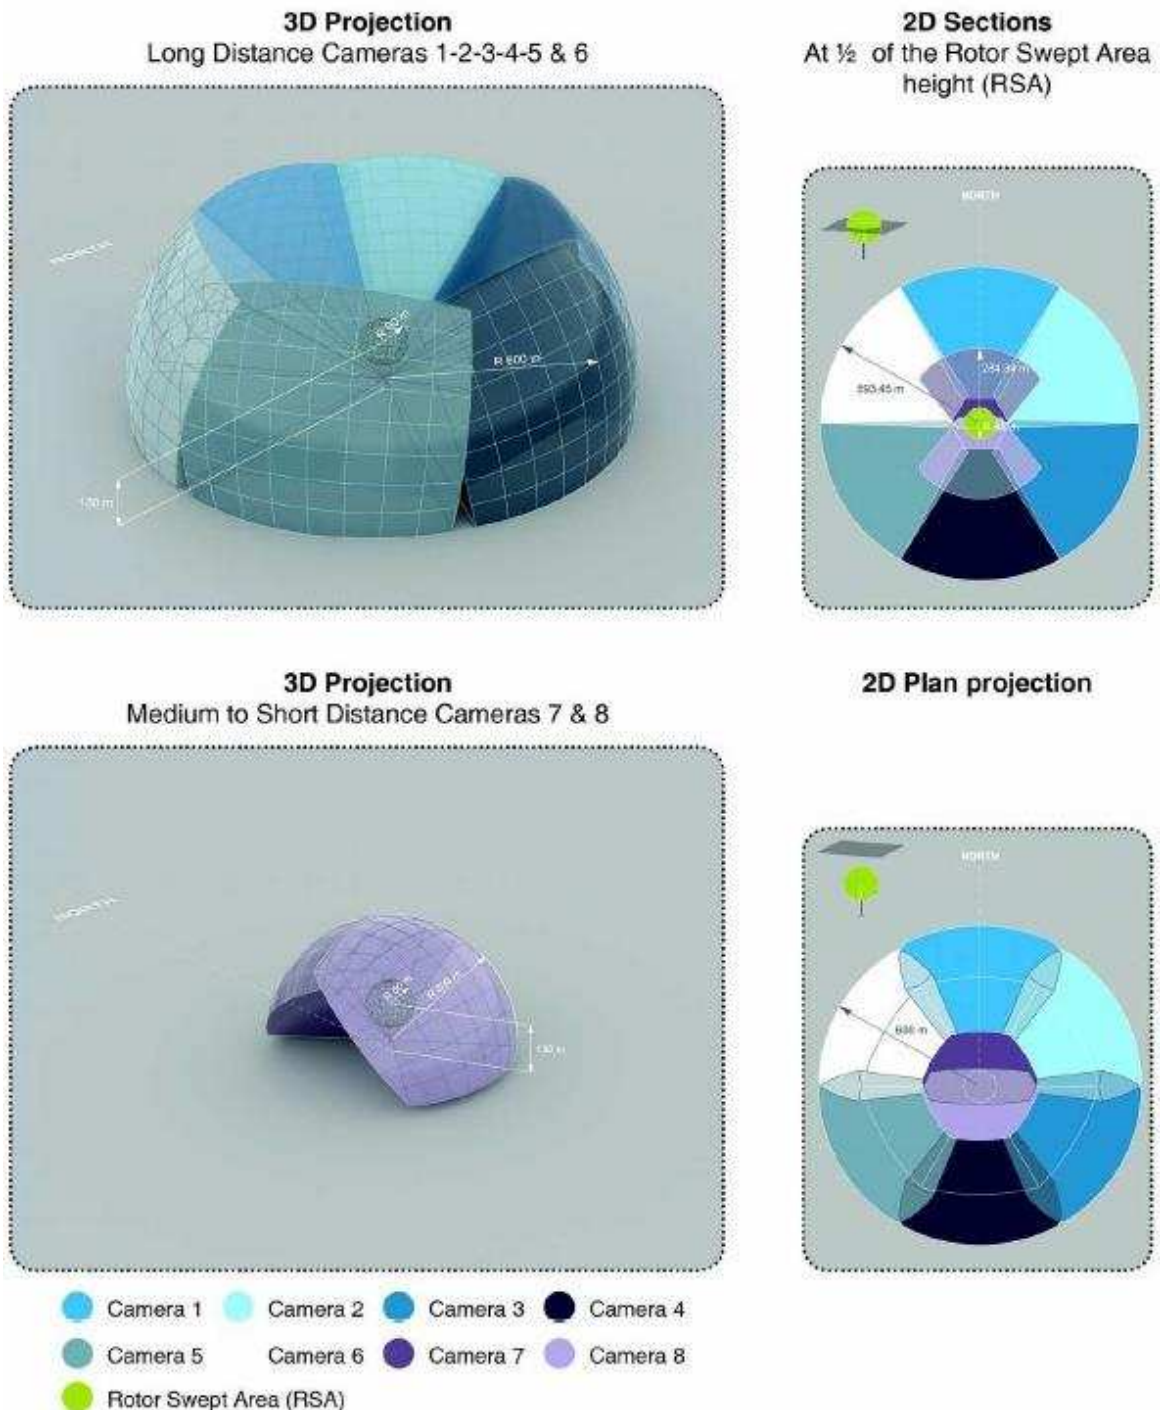 3D Projection
Long Distance Cameras 1-2-3-4-5 & 6
2D Sections
At ½ of the Rotor Swept Area
height (RSA)
NORTH
R 600 m
NORTH
3D Projection
Medium to Short Distance Cameras 7 & 8
2D Plan projection
NORTH
NORTH
Camera 1
Camera 2
Camera 3
Camera 4
Camera 5
Camera 6
Camera 7
Camera 8
Rotor Swept Area (RSA)